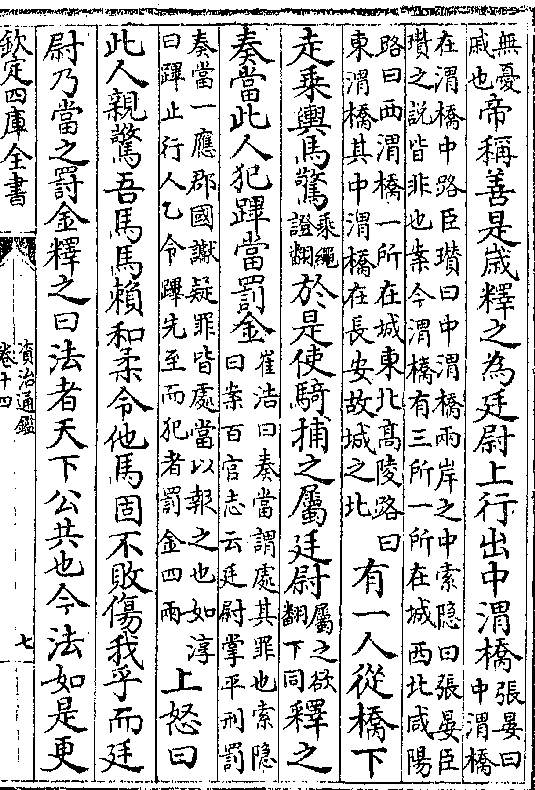 無憂戚也帝稱善是歲釋之為廷尉上行出中渭橋張晏曰中渭橋
在渭橋中路臣瓚曰中渭橋兩岸之中索隠曰張晏臣
瓚之說皆非也案今渭橋有三所一所在城西北咸陽
路曰西渭橋一所在城東北髙陵路曰東渭橋其中渭橋在長安故城之北有一人從橋下
走乘輿馬驚乘繩證翻於是使騎捕之屬廷尉屬之欲翻下同釋之
奏當此人犯蹕當罰金崔浩曰奏當謂處其罪也索隠曰案百官志云廷尉掌平刑罰
奏當一應郡國讞疑罪皆處當以報之也如淳曰蹕止行人乙令蹕先至而犯者罰金四兩上怒曰
此人親驚吾馬馬賴和柔令他馬固不敗傷我乎而廷
尉乃當之罰金釋之曰法者天下公共也今法如是更
欽定四庫全書
資治通鑑
卷十四
七